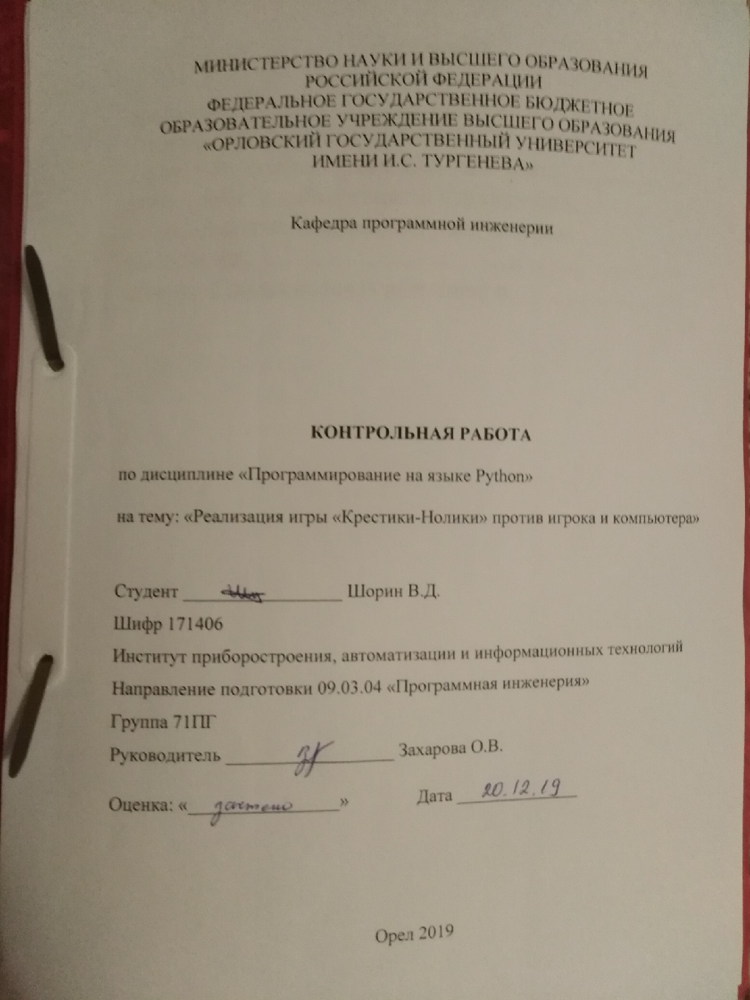 МИНИСТЕРСТВО НАУКИ И ВЫСШЕГО ОБРАЗОВАНИЯ
РОССИЙСКОЙ ФЕДЕРАЦИИ
ФЕДЕРАЛЬНОЕ ГОСУДАРСТВЕННОЕ БЮДЖЕТНОЕ
ОБРАЗОВАТЕЛЬНОЕ УЧРЕЖДЕНИЕ ВЫСШЕГО ОБРАЗОВАНИЯ
«ОРЛОВСКИЙ ГОСУДАРСТВЕННЫЙ УНИВЕРСИТЕТ
ИМЕНИ И.С. ТУРГЕНЕВА»
Кафедра программной инженерии
КОНТРОЛЬНАЯ РАБОТА
по дисциплине «Программирование на языке Python»
на тему: «Реализация игры «Крестики-Нолики» против игрока и компьютера»
Студент Шорин В.Д.
Шифр 171406
Институт приборостроения, автоматизации и информационных технологий
Направление подготовки 09.03.04 «Программная инженерия»
Группа 71ПГ
Руководитель Захарова О.В.
Оценка: «зачтено» Дата 20.12.19
Орел 2019